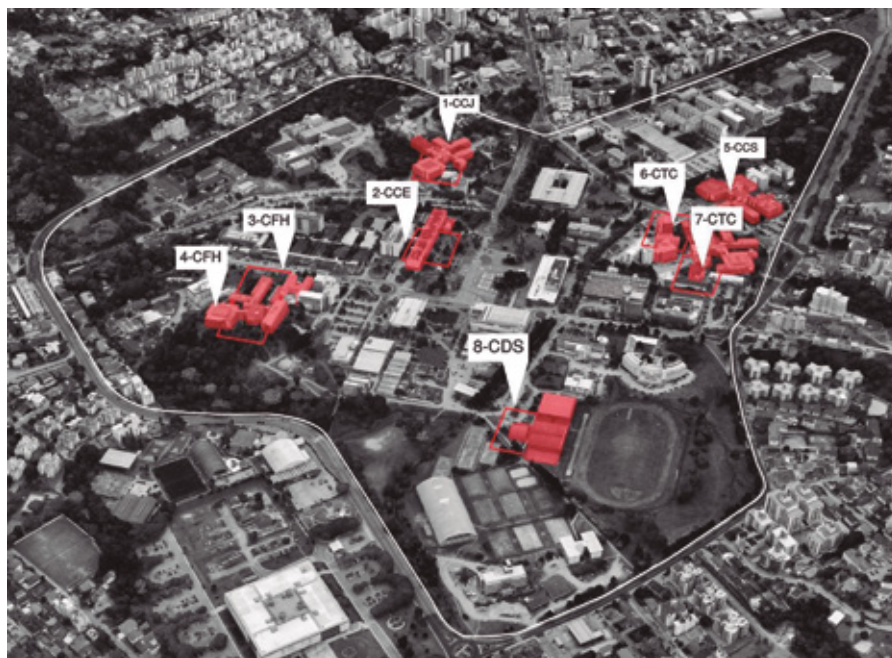 1-CCJ
2-CCE
3-CFH
4-CFH
5-CCS
6-CTC
7-CTC
8-CDS